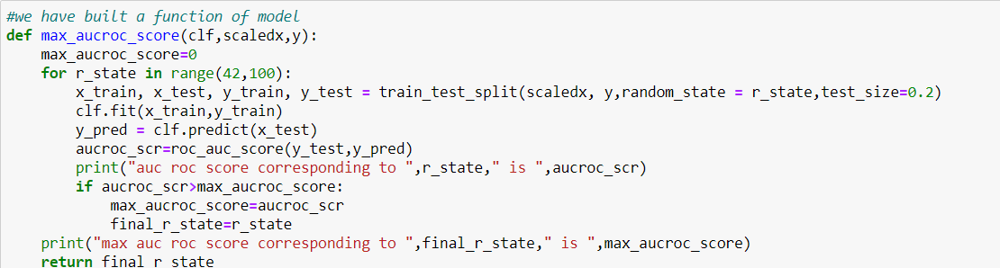 #we have built a function of model
def max_aucroc_score(clf,scaledx,y):
    max_aucroc_score=0
    for r_state in range(42,100):
        x_train, x_test, y_train, y_test = train_test_split(scaledx, y,random_state = r_state,test_size=0.2)
        clf.fit(x_train,y_train)
        y_pred = clf.predict(x_test)
        aucroc_scr=roc_auc_score(y_test,y_pred)
        print("auc roc score corresponding to ",r_state," is ",aucroc_scr)
        if aucroc_scr>max_aucroc_score:
            max_aucroc_score=aucroc_scr
            final_r_state=r_state
    print("max auc roc score corresponding to ",final_r_state," is ",max_aucroc_score)
    return final_r_state